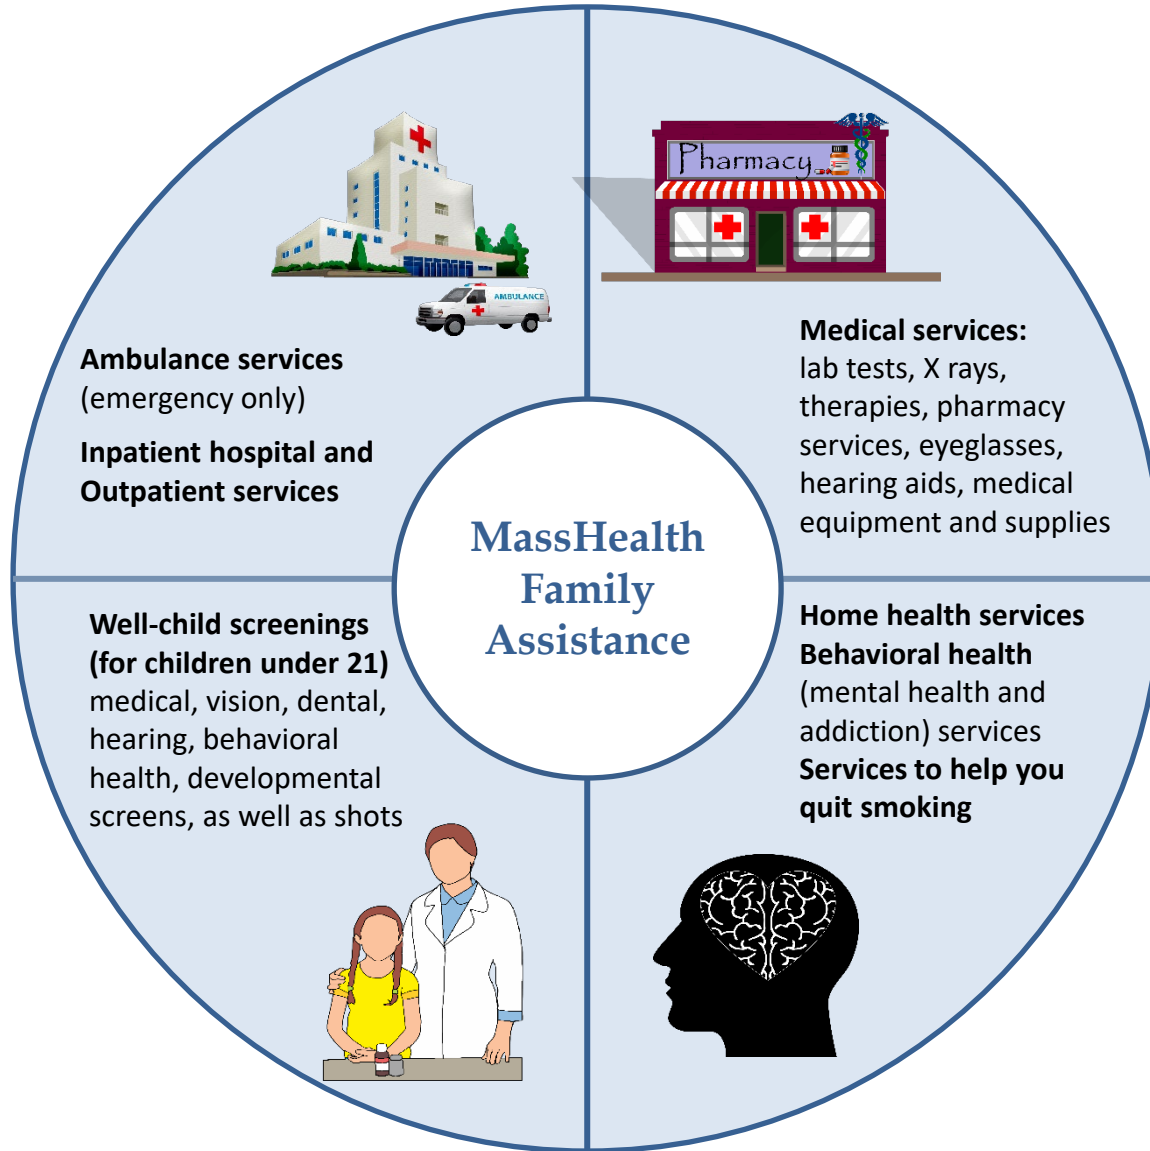 Pharmacy
AMBULANCE
Ambulance services
(emergency only)
Inpatient hospital and
Outpatient services
Medical services:
lab tests, X rays,
therapies, pharmacy
services, eyeglasses,
hearing aids, medical
equipment and supplies
MassHealth
Family
Assistance
Well-child screenings
(for children under 21)
medical, vision, dental,
hearing, behavioral
health, developmental
screens, as well as shots
Home health services
Behavioral health
(mental health and
addiction) services
Services to help you
quit smoking